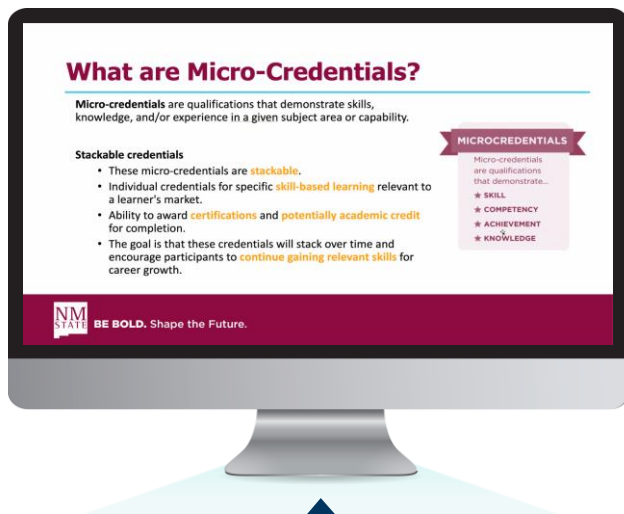 What are Micro-Credentials?
Micro-credentials are qualifications that demonstrate skills,
knowledge, and/or experience in a given subject area or capability.
Stackable credentials
• These micro-credentials are stackable.
• Individual credentials for specific skill-based learning relevant to
a learner's market.
• Ability to award certifications and potentially academic credit
for completion.
• The goal is that these credentials will stack over time and
encourage participants to continue gaining relevant skills for
career growth.
MICROCREDENTIALS
Micro-credentials
are qualifications
that demonstrate...
★ SKILL
★ COMPETENCY
★ ACHIEVEMENT
★ KNOWLEDGE
NM
STATE
BE BOLD. Shape the Future.